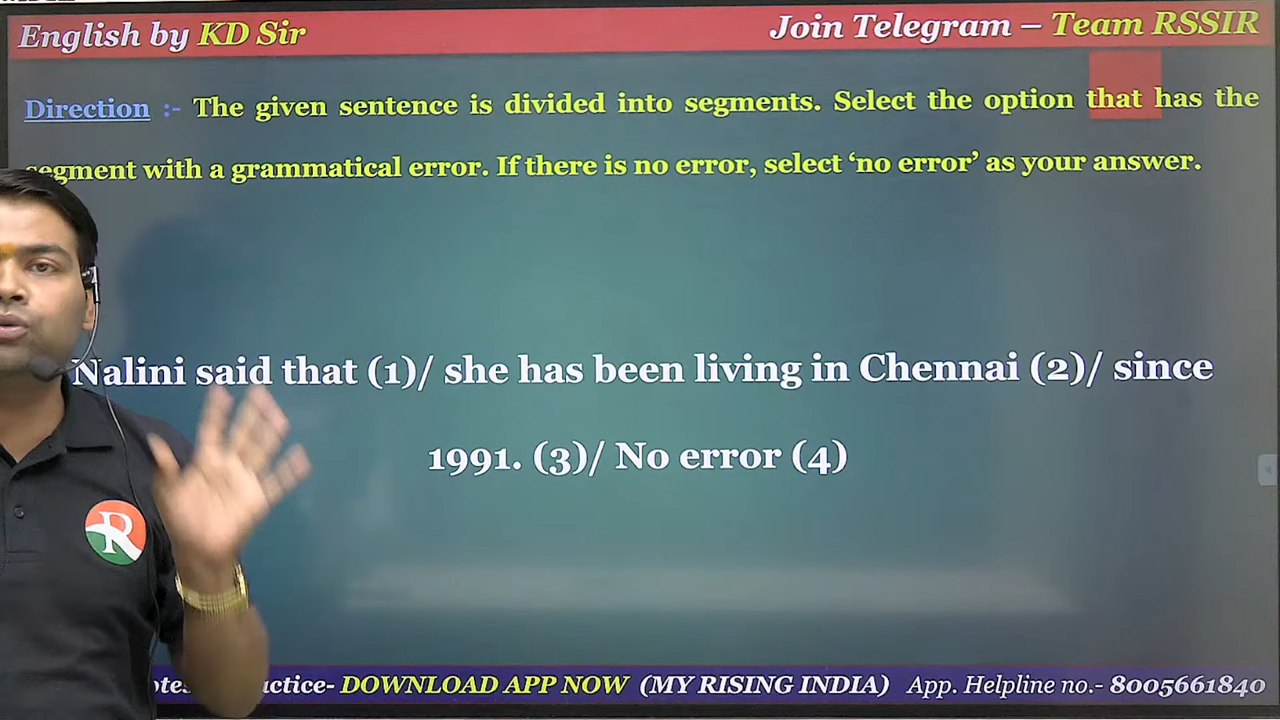 English by KD Sir
Join Telegram – Team RSSIR
Direction :- The given sentence is divided into segments. Select the option that has the
segment with a grammatical error. If there is no error, select ‘no error’ as your answer.
Nalini said that (1)/ she has been living in Chennai (2)/ since
1991. (3)/ No error (4)
R
DOWNLOAD APP NOW (MY RISING INDIA) App. Helpline no.- 8005661840